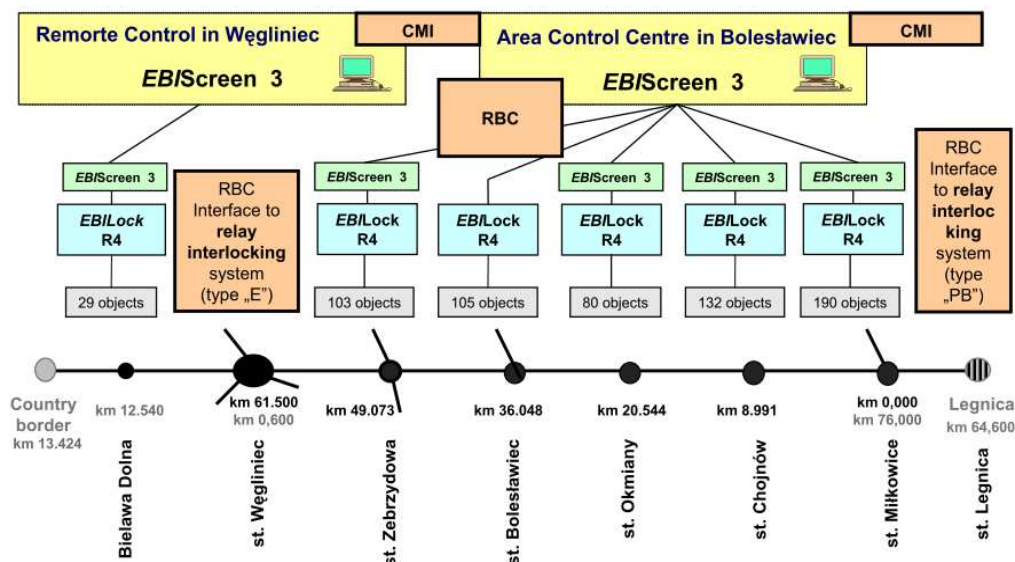 Remorte Control in Węgliniec
CMI
EBIScreen 3
Area Control Centre in Bolesławiec
CMI
EBIScreen 3
RBC
EBIScreen 3
EBILock
R4
29 objects
RBC
Interface to
relay
interlocking
system
(type „E”)
EBIScreen 3
EBILock
R4
103 objects
EBILock
R4
105 objects
EBIScreen 3
EBILock
R4
80 objects
EBIScreen 3
EBILock
R4
132 objects
EBIScreen 3
EBILock
R4
190 objects
RBC
Interface
to relay
interloc
king
system
(type
„PB”)
Country
border
km 13.424
km 12.540
km 61.500
km 0,600
km 49.073
km 36.048
km 20.544
km 8.991
km 0,000
km 76,000
Legnica
km 64,600
Bielawa Dolna
st. Węgliniec
st. Zebrzydowa
st. Bolesławiec
st. Okmiany
st. Chojnów
st. Miłkowice
st. Legnica